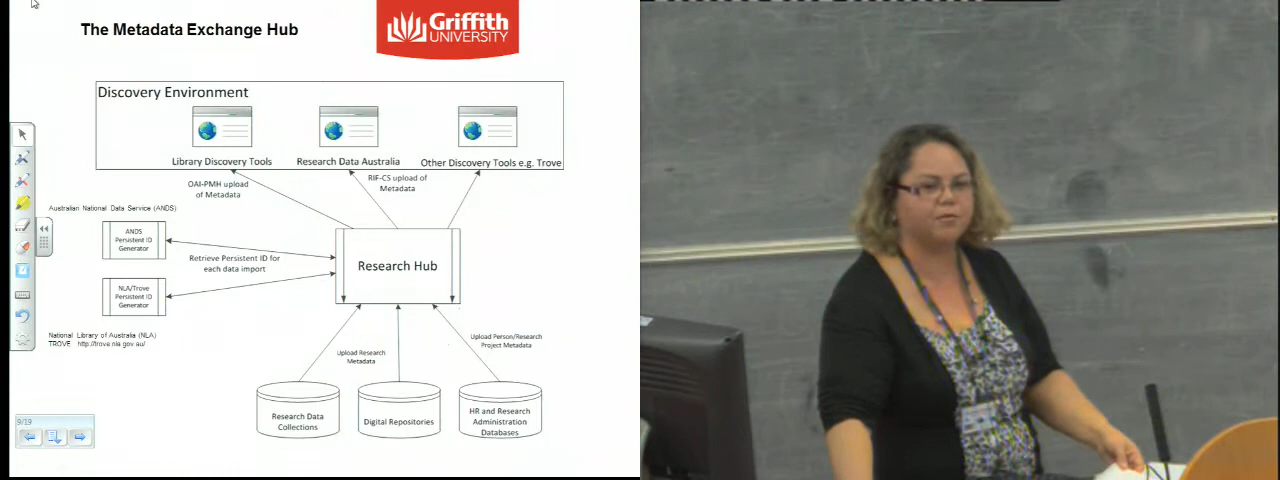 The Metadata Exchange Hub
Griffith
UNIVERSITY
Discovery Environment
Library Discovery Tools
Research Data Australia
Other Discovery Tools e.g. Trove
OAI-PMH upload
of Metadata
RIF-CS upload of
Metadata
Australian National Data Service (ANDS)
ANDS
Persistent ID
Generator
Retrieve Persistent ID for
each data import
Research Hub
NLA/Trove
Persistent ID
Generator
National Library of Australia (NLA)
TROVE http://trove.nla.gov.au/
Upload Research
Metadata
Upload Person/Research
Project Metadata
Research Data
Collections
Digital Repositories
HR and Research
Administration
Databases
9/19